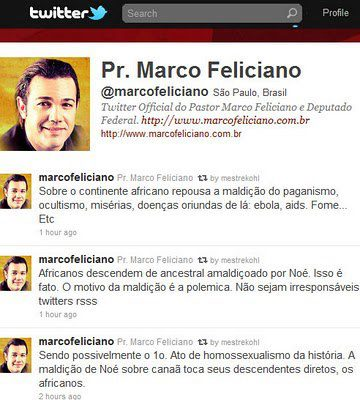 twitter Search Profile
Pr. Marco Feliciano
@marcofeliciano São Paulo, Brasil
Twitter Official do Pastor Marco Feliciano e Deputado
Federal. http://www.marcofeliciano.com.br
http://www.marcofeliciano.com.br
marcofeliciano Pr. Marco Feliciano by mestrekohl
Sobre o continente africano repousa a maldição do paganismo,
ocultismo, misérias, doenças oriundas de lá: ebola, aids. Fome...
Etc
1 hour ago
marcofeliciano Pr. Marco Feliciano by mestrekohl
Africanos descendem de ancestral amaldiçoado por Noé. Isso é
fato. O motivo da maldição é a polemica. Não sejam irresponsáveis
twitters rsss
1 hour ago
marcofeliciano Pr. Marco Feliciano by mestrekohl
Sendo possivelmente o 1o. Ato de homossexualismo da história. A
maldição de Noé sobre canaã toca seus descendentes diretos, os
africanos.
2 hours ago